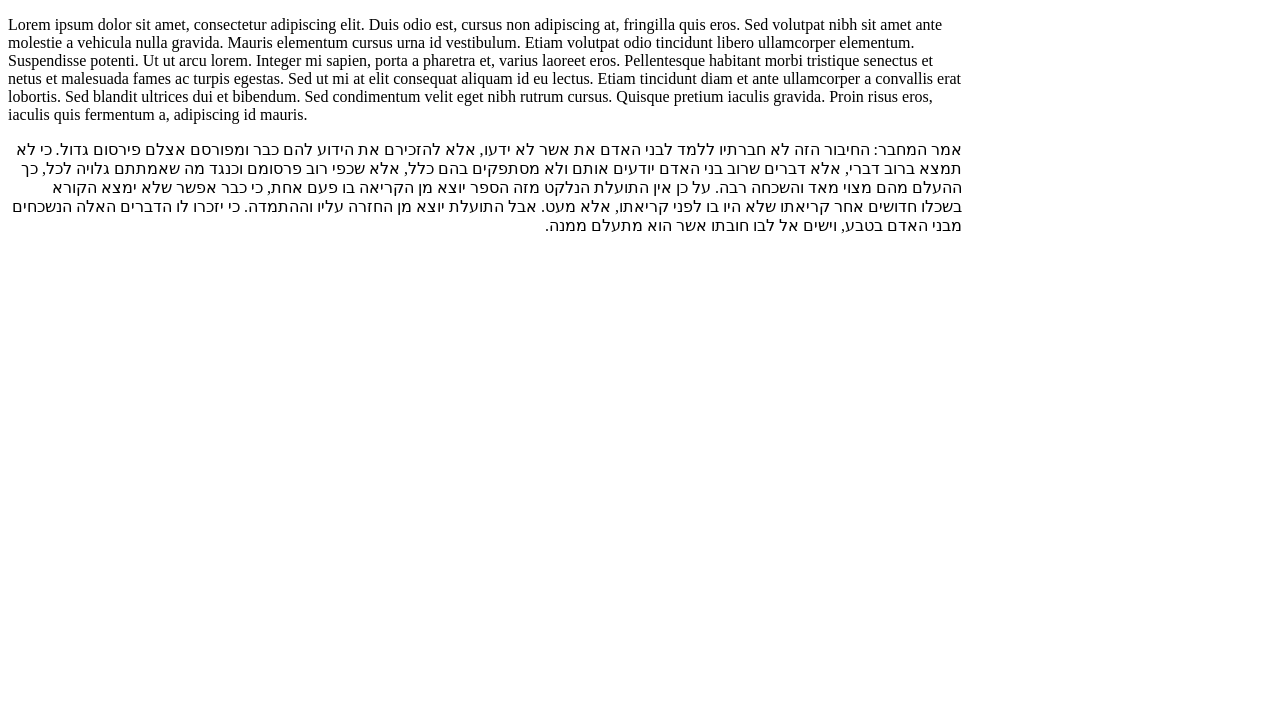 Lorem ipsum dolor sit amet, consectetur adipiscing elit. Duis odio est, cursus non adipiscing at, fringilla quis eros. Sed volutpat nibh sit amet ante
molestie a vehicula nulla gravida. Mauris elementum cursus urna id vestibulum. Etiam volutpat odio tincidunt libero ullamcorper elementum.
Suspendisse potenti. Ut ut arcu lorem. Integer mi sapien, porta a pharetra et, varius laoreet eros. Pellentesque habitant morbi tristique senectus et
netus et malesuada fames ac turpis egestas. Sed ut mi at elit consequat aliquam id eu lectus. Etiam tincidunt diam et ante ullamcorper a convallis erat
lobortis. Sed blandit ultrices dui et bibendum. Sed condimentum velit eget nibh rutrum cursus. Quisque pretium iaculis gravida. Proin risus eros,
iaculis quis fermentum a, adipiscing id mauris.
אמר המחבר: החיבור הזה לא חברתיו ללמד לבני האדם את אשר לא ידעו, אלא להזכירם את הידוע להם כבר ומפורסם אצלם פירסום גדול. כי לא
תמצא ברוב דברי, אלא דברים שרוב בני האדם יודעים אותם ולא מסתפקים בהם כלל, אלא שכפי רוב פרסומם וכנגד מה שאמתתם גלויה לכל, כך
ההעלם מהם מצוי מאד והשכחה רבה. על כן אין התועלת הנלקט מזה הספר יוצא מן הקריאה בו פעם אחת, כי כבר אפשר שלא ימצא הקורא
בשכלו חדושים אחר קריאתו שלא היו בו לפני קריאתו, אלא מעט. אבל התועלת יוצא מן החזרה עליו וההתמדה. כי יזכרו לו הדברים האלה הנשכחים
מבני האדם בטבע, וישים אל לבו חובתו אשר הוא מתעלם ממנה.